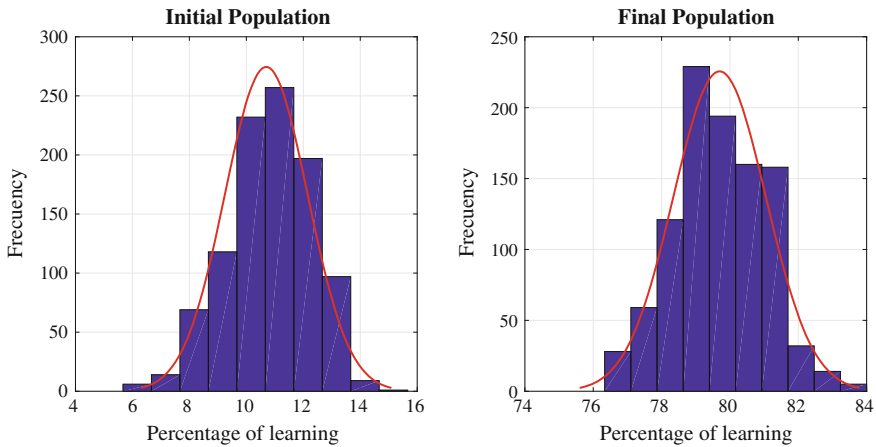 Initial Population
300
250
200
150
100
50
0
4 6 8 10 12 14 16
Frecuency
Percentage of learning
Final Population
250
200
150
100
50
0
74 76 78 80 82 84
Frecuency
Percentage of learning